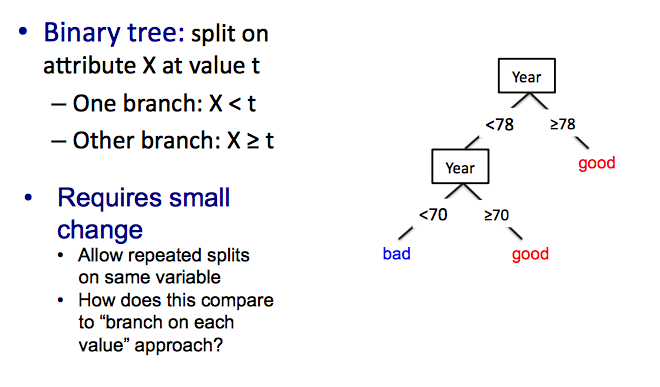 • Binary tree: split on
attribute X at value t
– One branch: X < t
– Other branch: X ≥ t
• Requires small
change
• Allow repeated splits
on same variable
• How does this compare
to “branch on each
value” approach?
Year
<78 ≥78
good
Year
<70 ≥70
bad good